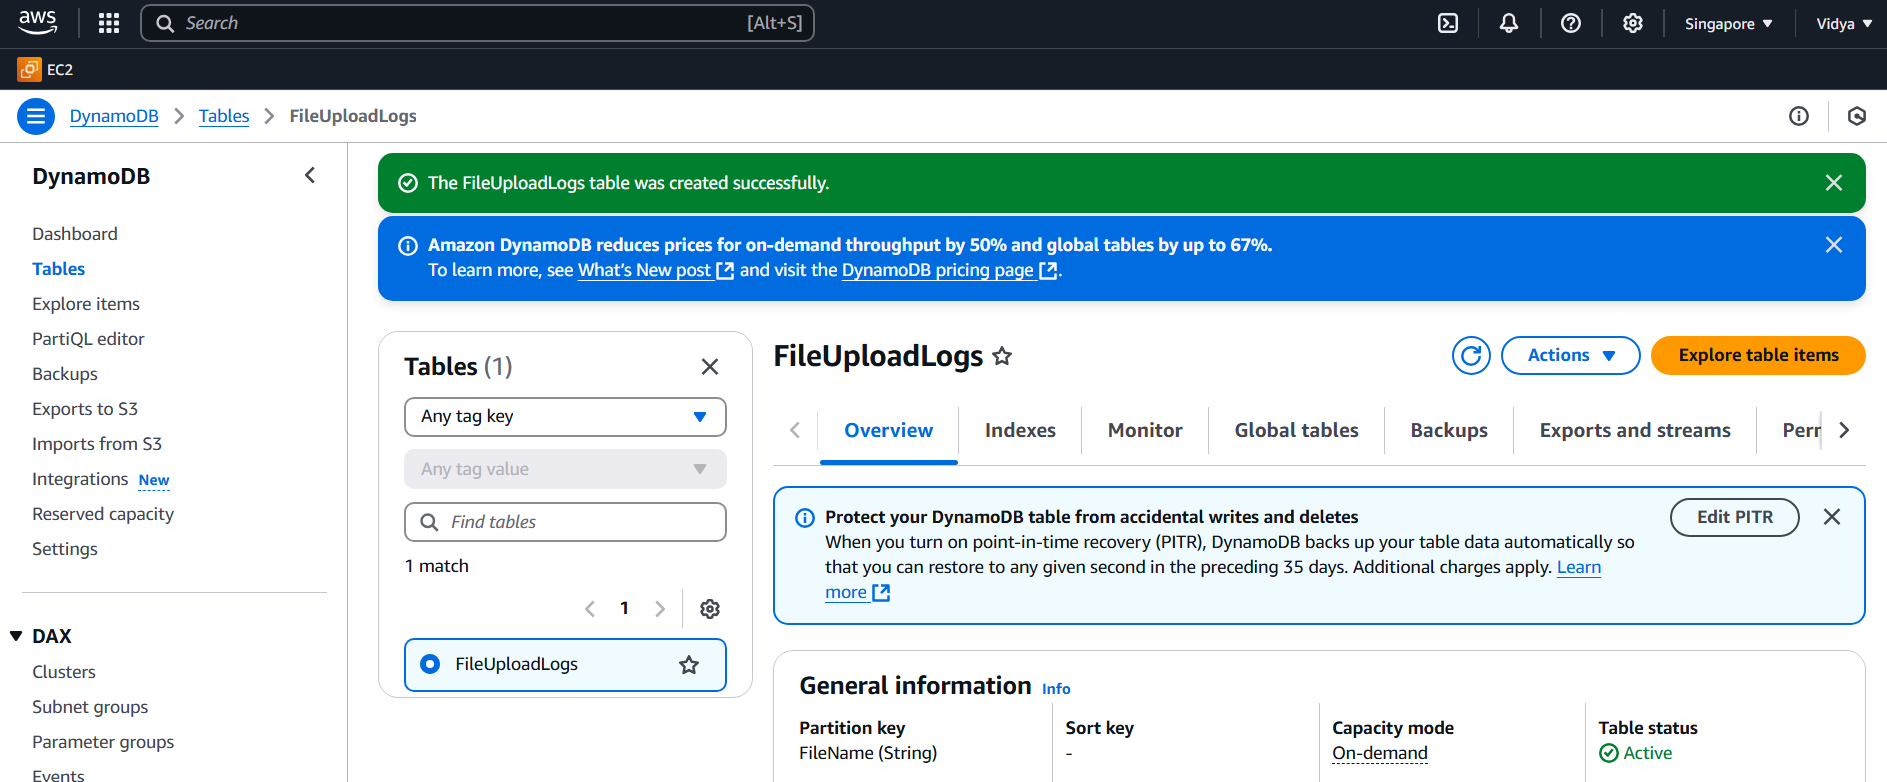 aws
Search [Alt+S]
Singapore
Vidya
EC2
DynamoDB
Tables
FileUploadLogs
DynamoDB
Dashboard
Tables
Explore items
PartiQL editor
Backups
Exports to S3
Imports from S3
Integrations New
Reserved capacity
Settings
DAX
Clusters
Subnet groups
Parameter groups
Events
The FileUploadLogs table was created successfully.
Amazon DynamoDB reduces prices for on-demand throughput by 50% and global tables by up to 67%.
To learn more, see What's New post and visit the DynamoDB pricing page.
Tables (1)
Any tag key
Any tag value
Find tables
1 match
1
FileUploadLogs
FileUploadLogs
Actions
Explore table items
Overview
Indexes
Monitor
Global tables
Backups
Exports and streams
Perr
Protect your DynamoDB table from accidental writes and deletes
When you turn on point-in-time recovery (PITR), DynamoDB backs up your table data automatically so
that you can restore to any given second in the preceding 35 days. Additional charges apply. Learn
more
Edit PITR
General information Info
Partition key
FileName (String)
Sort key
-
Capacity mode
On-demand
Table status
Active